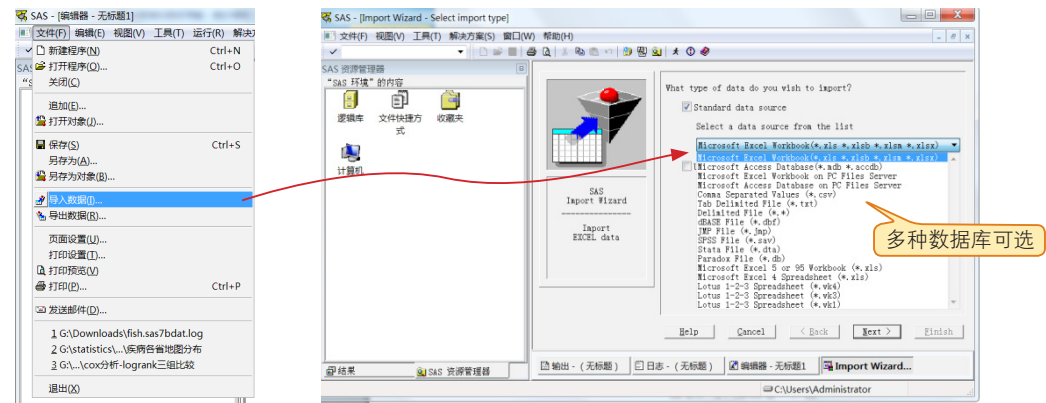 SAS - [编辑器 - 无标题1]
文件(F) 编辑(E) 视图(V) 工具(T) 运行(R) 解决
新建程序(N) Ctrl+N
打开程序(O)... Ctrl+O
关闭(C)
追加(E)...
打开对象(J)...
保存(S) Ctrl+S
另存为(A)...
另存为对象(B)...
导入数据(I)...
导出数据(R)...
页面设置(U)...
打印设置(T)...
打印预览(V)
打印(P)... Ctrl+P
发送邮件(D)...
1 G:\Downloads\fish.sas7bdat.log
2 G:\statistics\...\疾病各省地图分布
3 G:\...\cox分析-logrank三组比较
退出(X)
SAS - [Import Wizard - Select import type]
文件(F) 视图(V) 工具(T) 解决方案(S) 窗口(W) 帮助(H)
SAS 资源管理器
“SAS 环境”的内容
逻辑库 文件快捷方式 收藏夹
计算机
结果 SAS 资源管理器
SAS
Import Wizard
Import
EXCEL data
What type of data do you wish to import?
Standard data source
Select a data source from the list
Microsoft Excel Workbook(*.xls *.xlsb *.xlsm *.xlsx)
Microsoft Excel Workbook(*.xls *.xlsb *.xlsm *.xlsx)
Microsoft Access Database(*.mdb *.accdb)
Microsoft Excel Workbook on PC Files Server
Microsoft Access Database on PC Files Server
Comma Separated Values (*.csv)
Tab Delimited File (*.txt)
Delimited File (*.*)
dBASE File (*.dbf)
JMP File (*.jmp)
SPSS File (*.sav)
Stata File (*.dta)
Paradox File (*.db)
Microsoft Excel 5 or 95 Workbook (*.xls)
Microsoft Excel 4 Spreadsheet (*.xls)
Lotus 1-2-3 Spreadsheet (*.wk4)
Lotus 1-2-3 Spreadsheet (*.wk3)
Lotus 1-2-3 Spreadsheet (*.wk1)
多种数据库可选
Help Cancel < Back Next > Finish
输出 - (无标题) 日志 - (无标题) 编辑器 - 无标题1 Import Wizard...
C:\Users\Administrator